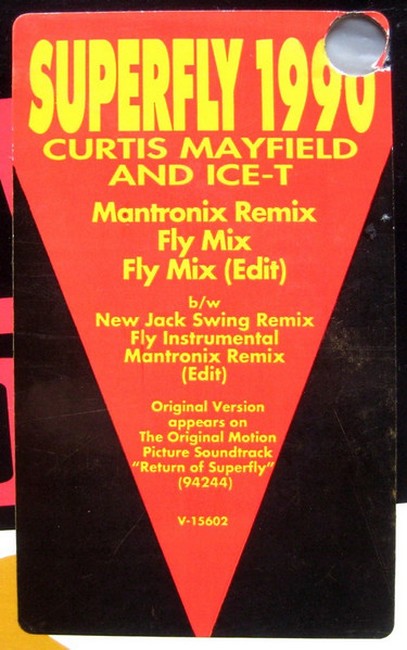 SUPERFLY 1990
CURTIS MAYFIELD
AND ICE-T
Mantronix Remix
Fly Mix
Fly Mix (Edit)
b/w
New Jack Swing Remix
Fly Instrumental
Mantronix Remix
(Edit)
Original Version
appears on
The Original Motion
Picture Soundtrack
"Return of Superfly"
(94244)
V-15602